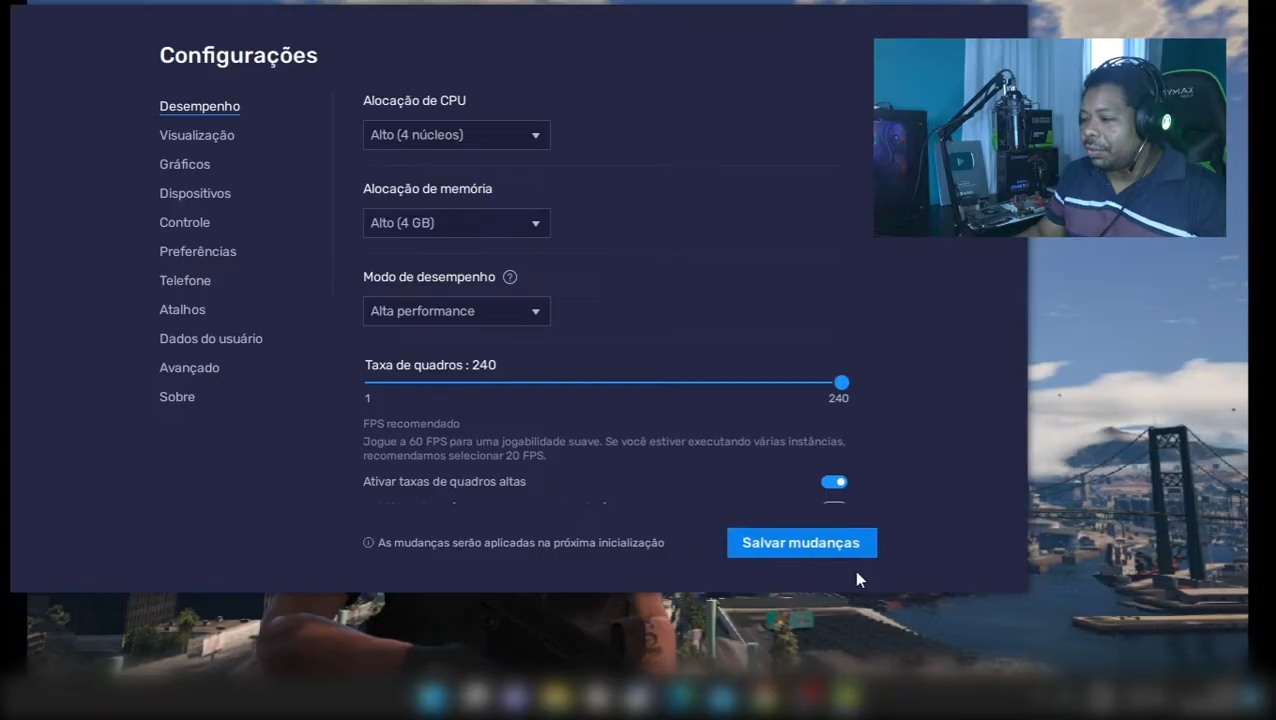 Configurações
Desempenho
Visualização
Gráficos
Dispositivos
Controle
Preferências
Telefone
Atalhos
Dados do usuário
Avançado
Sobre
Alocação de CPU
Alto (4 núcleos)
Alocação de memória
Alto (4 GB)
Modo de desempenho ?
Alta performance
Taxa de quadros : 240
1 240
FPS recomendado
Jogue a 60 FPS para uma jogabilidade suave. Se você estiver executando várias instâncias,
recomendamos selecionar 20 FPS.
Ativar taxas de quadros altas
As mudanças serão aplicadas na próxima inicialização
Salvar mudanças